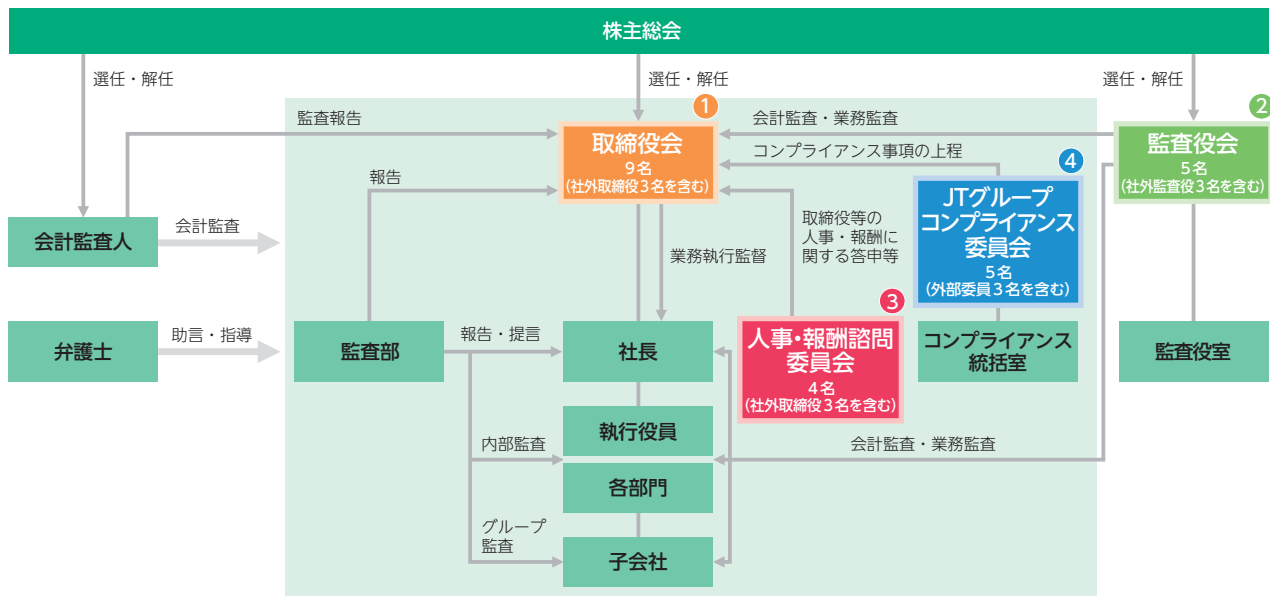 株主総会
選任・解任
選任・解任
選任・解任
監査報告
1
取締役会
9名
(社外取締役3名を含む)
会計監査・業務監査
2
監査役会
5名
(社外監査役3名を含む)
コンプライアンス事項の上程
4
JTグループ
コンプライアンス
委員会
5名
(外部委員3名を含む)
報告
会計監査人
会計監査
取締役等の
人事・報酬に
関する答申等
業務執行監督
弁護士
助言・指導
監査部
報告・提言
社長
3
人事・報酬諮問
委員会
4名
(社外取締役3名を含む)
コンプライアンス
統括室
監査役室
執行役員
内部監査
会計監査・業務監査
各部門
グループ
監査
子会社